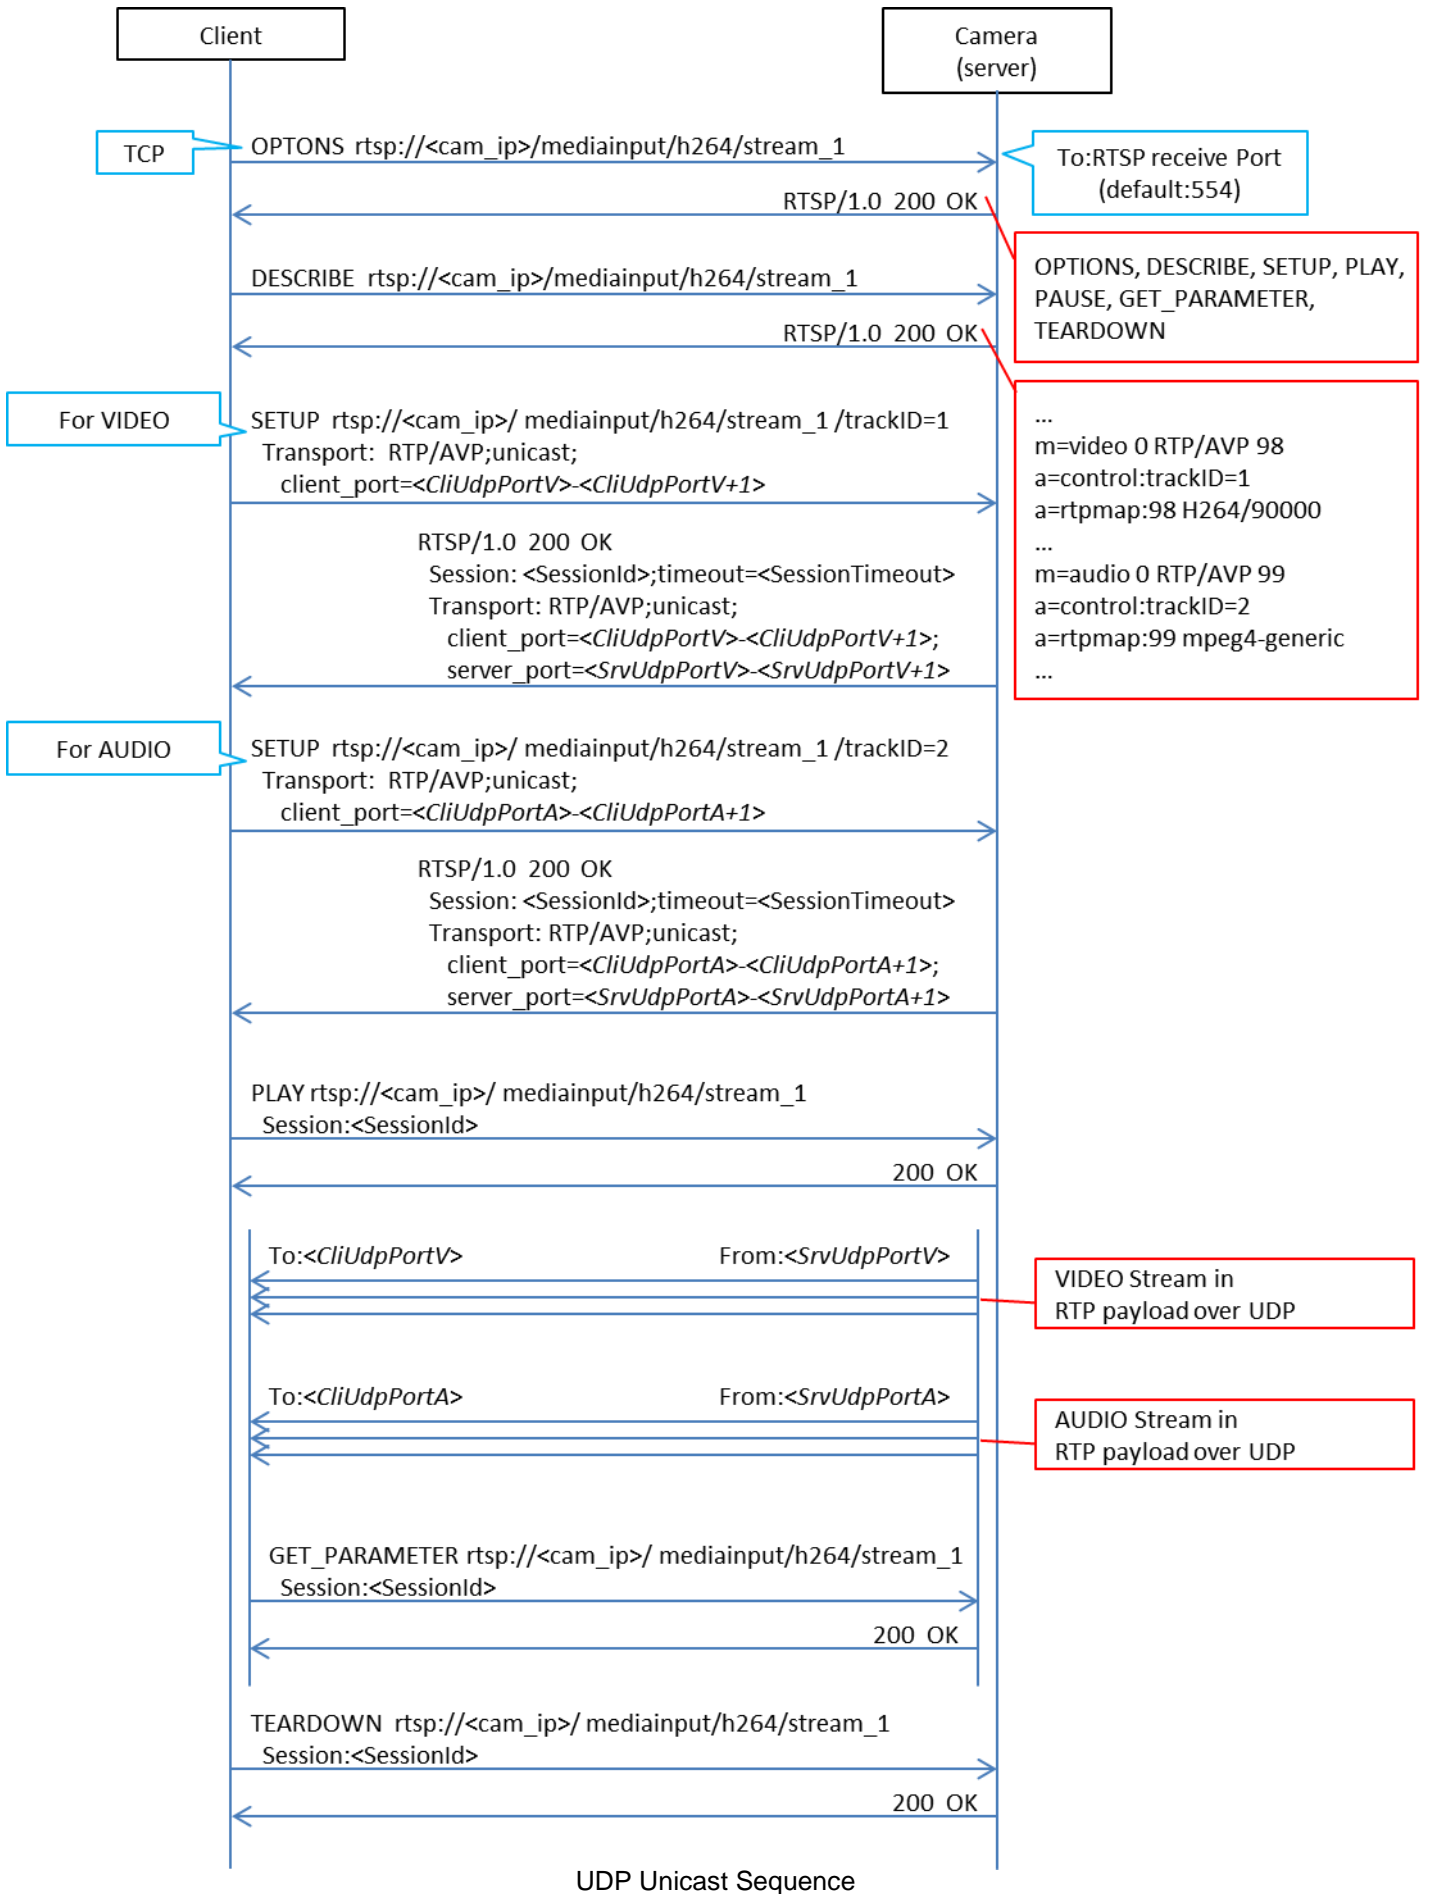 Client
Camera
(server)
TCP
OPTONS rtsp://<cam_ip>/mediainput/h264/stream_1
To:RTSP receive Port
(default:554)
RTSP/1.0 200 OK
OPTIONS, DESCRIBE, SETUP, PLAY,
PAUSE, GET_PARAMETER,
TEARDOWN
DESCRIBE rtsp://<cam_ip>/mediainput/h264/stream_1
RTSP/1.0 200 OK
...
m=video 0 RTP/AVP 98
a=control:trackID=1
a=rtpmap:98 H264/90000
...
m=audio 0 RTP/AVP 99
a=control:trackID=2
a=rtpmap:99 mpeg4-generic
...
For VIDEO
SETUP rtsp://<cam_ip>/ mediainput/h264/stream_1 /trackID=1
Transport: RTP/AVP;unicast;
client_port=<CliUdpPortV>-<CliUdpPortV+1>
RTSP/1.0 200 OK
Session: <SessionId>;timeout=<SessionTimeout>
Transport: RTP/AVP;unicast;
client_port=<CliUdpPortV>-<CliUdpPortV+1>;
server_port=<SrvUdpPortV>-<SrvUdpPortV+1>
For AUDIO
SETUP rtsp://<cam_ip>/ mediainput/h264/stream_1 /trackID=2
Transport: RTP/AVP;unicast;
client_port=<CliUdpPortA>-<CliUdpPortA+1>
RTSP/1.0 200 OK
Session: <SessionId>;timeout=<SessionTimeout>
Transport: RTP/AVP;unicast;
client_port=<CliUdpPortA>-<CliUdpPortA+1>;
server_port=<SrvUdpPortA>-<SrvUdpPortA+1>
PLAY rtsp://<cam_ip>/ mediainput/h264/stream_1
Session:<SessionId>
200 OK
To:<CliUdpPortV>
From:<SrvUdpPortV>
VIDEO Stream in
RTP payload over UDP
To:<CliUdpPortA>
From:<SrvUdpPortA>
AUDIO Stream in
RTP payload over UDP
GET_PARAMETER rtsp://<cam_ip>/ mediainput/h264/stream_1
Session:<SessionId>
200 OK
TEARDOWN rtsp://<cam_ip>/ mediainput/h264/stream_1
Session:<SessionId>
200 OK
UDP Unicast Sequence